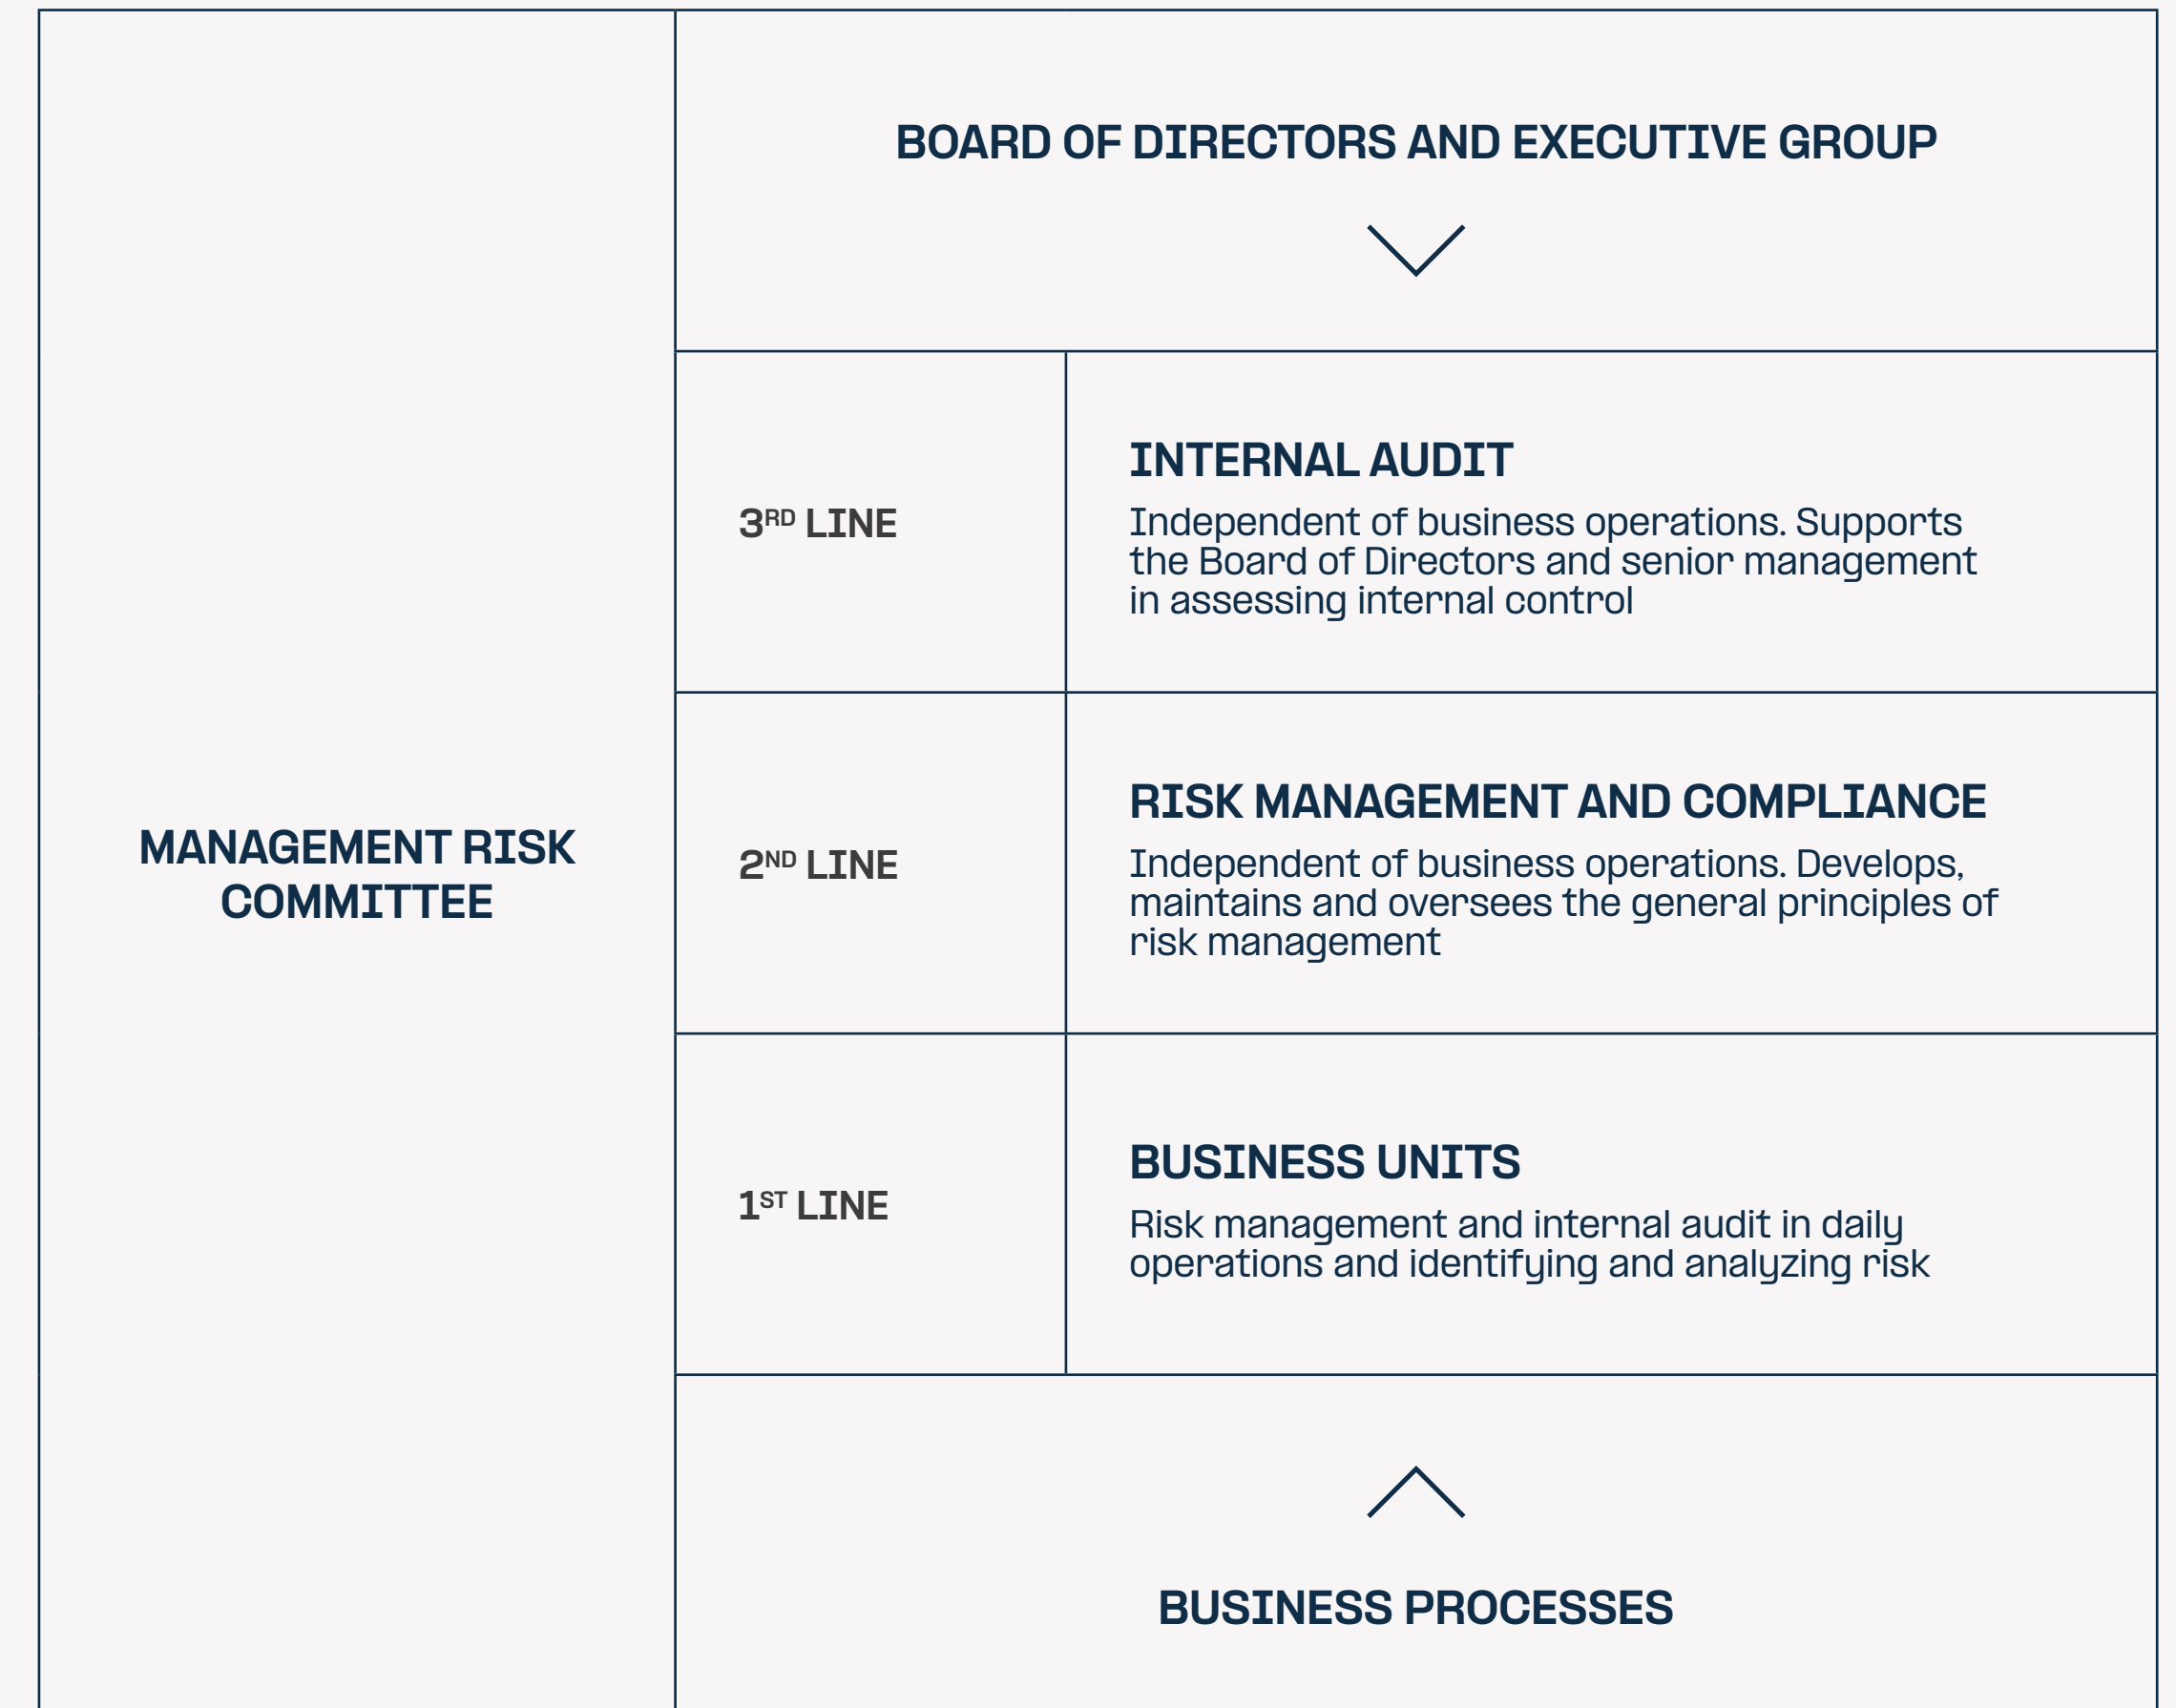 BOARD OF DIRECTORS AND EXECUTIVE GROUP
MANAGEMENT RISK
COMMITTEE
3RD LINE
INTERNAL AUDIT
Independent of business operations. Supports
the Board of Directors and senior management
in assessing internal control
2ND LINE
RISK MANAGEMENT AND COMPLIANCE
Independent of business operations. Develops,
maintains and oversees the general principles of
risk management
1ST LINE
BUSINESS UNITS
Risk management and internal audit in daily
operations and identifying and analyzing risk
BUSINESS PROCESSES